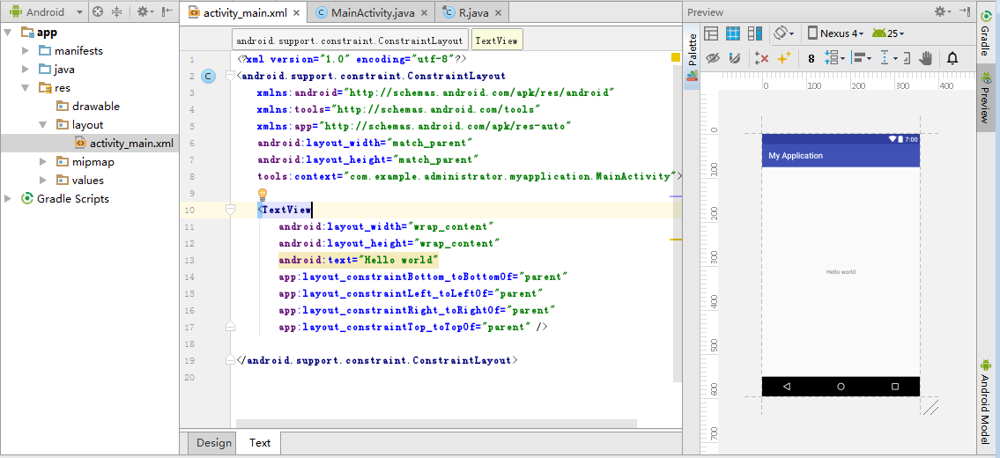 Android
activity_main.xml
MainActivity.java
R.java
Preview
app
manifests
java
res
drawable
layout
activity_main.xml
mipmap
values
Gradle Scripts
android.support.constraint.ConstraintLayout
TextView
1 <?xml version="1.0" encoding="utf-8"?>
2 <android.support.constraint.ConstraintLayout
3 xmlns:android="http://schemas.android.com/apk/res/android"
4 xmlns:tools="http://schemas.android.com/tools"
5 xmlns:app="http://schemas.android.com/apk/res-auto"
6 android:layout_width="match_parent"
7 android:layout_height="match_parent"
8 tools:context="com.example.administrator.myapplication.MainActivity">
9
10 <TextView
11 android:layout_width="wrap_content"
12 android:layout_height="wrap_content"
13 android:text="Hello world"
14 app:layout_constraintBottom_toBottomOf="parent"
15 app:layout_constraintLeft_toLeftOf="parent"
16 app:layout_constraintRight_toRightOf="parent"
17 app:layout_constraintTop_toTopOf="parent" />
18
19 </android.support.constraint.ConstraintLayout>
20
Design
Text
Palette
Nexus 4
25
8
0 100 200 300 400
0
100
200
300
400
500
600
700
7:00
My Application
Hello world
Gradle
Preview
Android Model